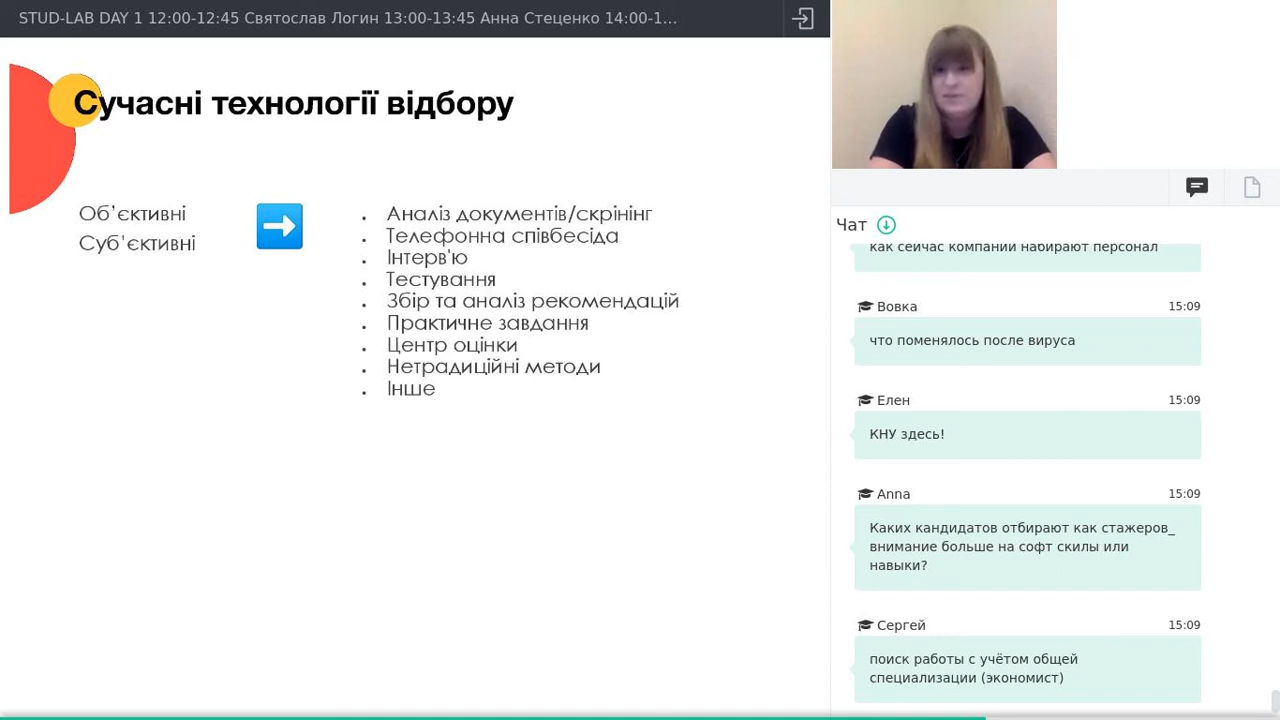 STUD-LAB DAY 1 12:00-12:45 Святослав Логин 13:00-13:45 Анна Стеценко 14:00-1…
Сучасні технології відбору
Об'єктивні
Суб'єктивні
• Аналіз документів/скрінінг
• Телефонна співбесіда
• Інтерв'ю
• Тестування
• Збір та аналіз рекомендацій
• Практичне завдання
• Центр оцінки
• Нетрадиційні методи
• Інше
Чат
как сейчас компании набирают персонал
Вовка 15:09
что поменялось после вируса
Елен 15:09
КНУ здесь!
Anna 15:09
Каких кандидатов отбирают как стажеров_
внимание больше на софт скилы или
навыки?
Сергей 15:09
поиск работы с учётом общей
специализации (экономист)